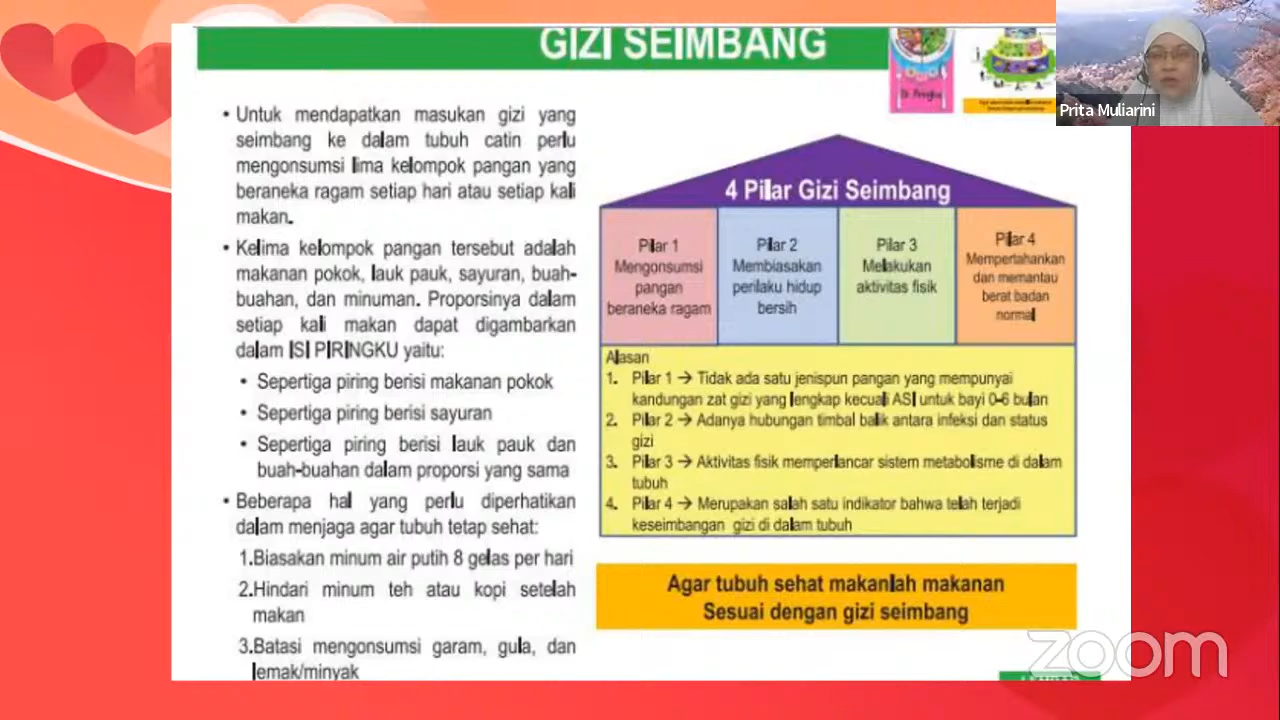 GIZI SEIMBANG
Prita Muliarini
• Untuk mendapatkan masukan gizi yang
seimbang ke dalam tubuh catin perlu
mengonsumsi lima kelompok pangan yang
beraneka ragam setiap hari atau setiap kali
makan.
• Kelima kelompok pangan tersebut adalah
makanan pokok, lauk pauk, sayuran, buah-
buahan, dan minuman. Proporsinya dalam
setiap kali makan dapat digambarkan
dalam ISI PIRINGKU yaitu:
• Sepertiga piring berisi makanan pokok
• Sepertiga piring berisi sayuran
• Sepertiga piring berisi lauk pauk dan
buah-buahan dalam proporsi yang sama
• Beberapa hal yang perlu diperhatikan
dalam menjaga agar tubuh tetap sehat:
1.Biasakan minum air putih 8 gelas per hari
2.Hindari minum teh atau kopi setelah
makan
3.Batasi mengonsumsi garam, gula, dan
lemak/minyak
4 Pilar Gizi Seimbang
Pilar 1
Mengonsumsi
pangan
beraneka ragam
Pilar 2
Membiasakan
perilaku hidup
bersih
Pilar 3
Melakukan
aktivitas fisik
Pilar 4
Mempertahankan
dan memantau
berat badan
normal
Alasan
1. Pilar 1 → Tidak ada satu jenispun pangan yang mempunyai
kandungan zat gizi yang lengkap kecuali ASI untuk bayi 0-6 bulan
2. Pilar 2 → Adanya hubungan timbal balik antara infeksi dan status
gizi
3. Pilar 3 → Aktivitas fisik memperlancar sistem metabolisme di dalam
tubuh
4. Pilar 4 → Merupakan salah satu indikator bahwa telah terjadi
keseimbangan gizi di dalam tubuh
Agar tubuh sehat makanlah makanan
Sesuai dengan gizi seimbang
zoom